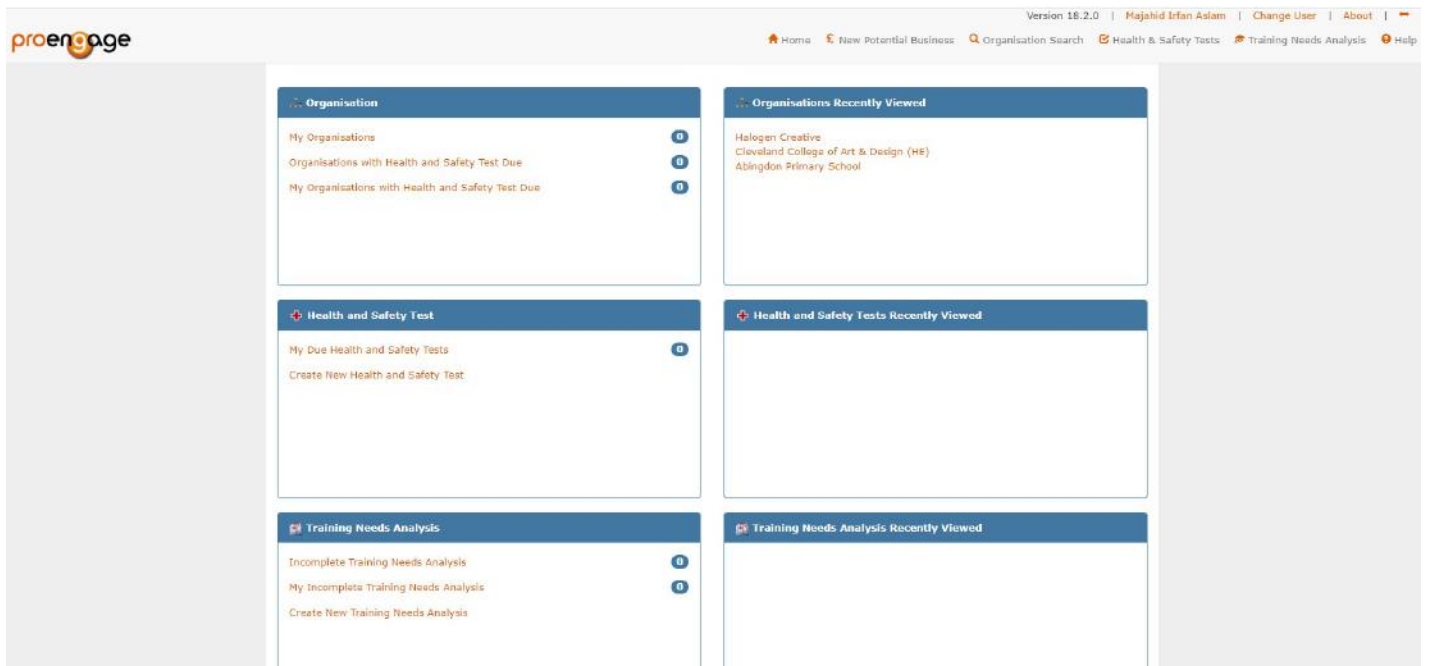 Version 18.2.0 | Majahid Irfan Aslam | Change User | About |
proengage
Home New Potential Business Organisation Search Health & Safety Tests Training Needs Analysis Help
Organisation
My Organisations 0
Organisations with Health and Safety Test Due 0
My Organisations with Health and Safety Test Due 0
Organisations Recently Viewed
Halogen Creative
Cleveland College of Art & Design (HE)
Abingdon Primary School
Health and Safety Test
My Due Health and Safety Tests 0
Create New Health and Safety Test
Health and Safety Tests Recently Viewed
Training Needs Analysis
Incomplete Training Needs Analysis 0
My Incomplete Training Needs Analysis 0
Create New Training Needs Analysis
Training Needs Analysis Recently Viewed